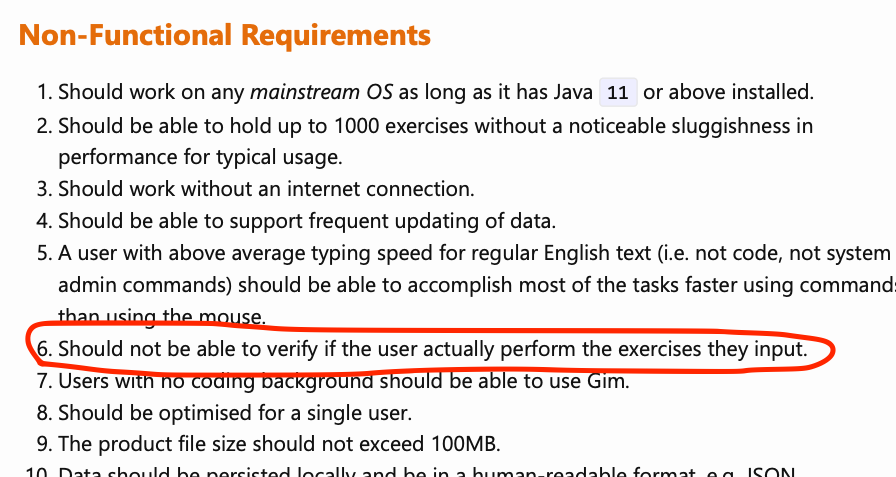 Non-Functional Requirements
1. Should work on any mainstream OS as long as it has Java 11 or above installed.
2. Should be able to hold up to 1000 exercises without a noticeable sluggishness in
performance for typical usage.
3. Should work without an internet connection.
4. Should be able to support frequent updating of data.
5. A user with above average typing speed for regular English text (i.e. not code, not system
admin commands) should be able to accomplish most of the tasks faster using commands
than using the mouse.
6. Should not be able to verify if the user actually perform the exercises they input.
7. Users with no coding background should be able to use Gim.
8. Should be optimised for a single user.
9. The product file size should not exceed 100MB.
10. Data should be persisted locally and be in a human-readable format, e.g. JSON